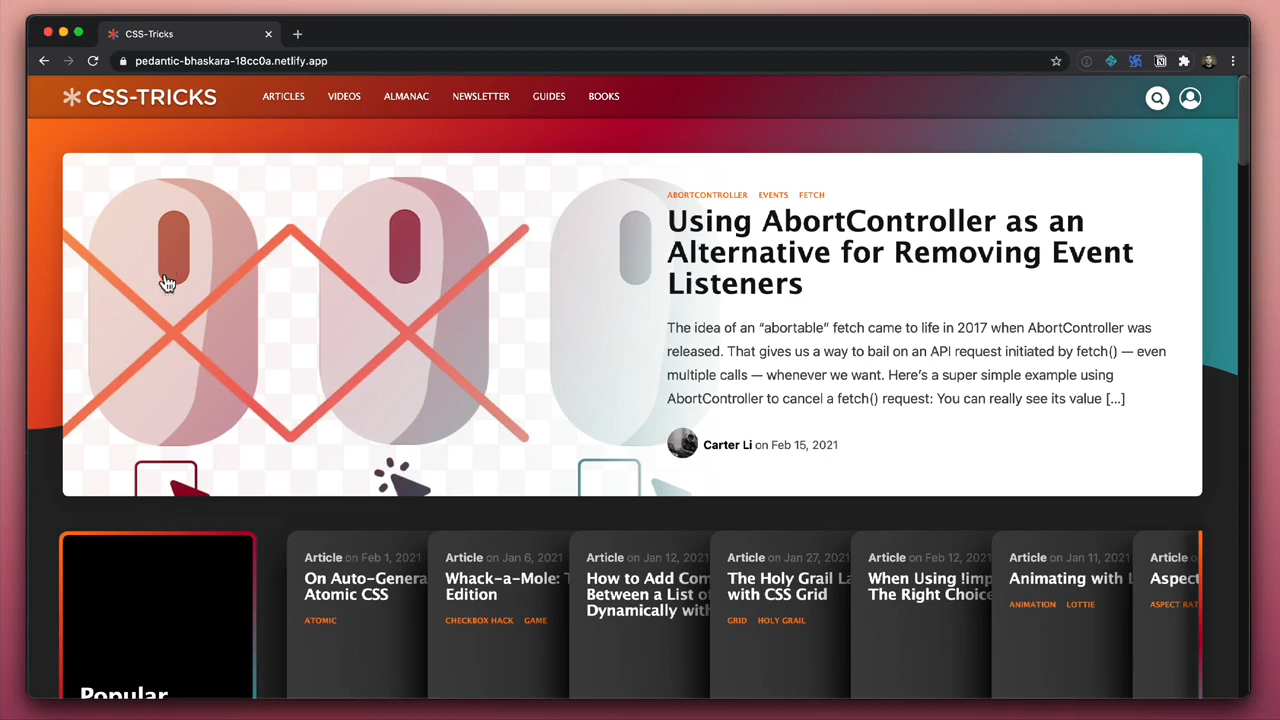 CSS-Tricks
pedantic-bhaskara-18cc0a.netlify.app
CSS-TRICKS
ARTICLES VIDEOS ALMANAC NEWSLETTER GUIDES BOOKS
ABORTCONTROLLER EVENTS FETCH
Using AbortController as an
Alternative for Removing Event
Listeners
The idea of an “abortable” fetch came to life in 2017 when AbortController was
released. That gives us a way to bail on an API request initiated by fetch() — even
multiple calls — whenever we want. Here’s a super simple example using
AbortController to cancel a fetch() request: You can really see its value [...]
Carter Li on Feb 15, 2021
Popular
Article on Feb 1, 2021
On Auto-Genera
Atomic CSS
ATOMIC
Article on Jan 6, 2021
Whack-a-Mole: T
Edition
CHECKBOX HACK GAME
Article on Jan 12, 2021
How to Add Com
Between a List of
Dynamically with
Article on Jan 27, 2021
The Holy Grail La
with CSS Grid
GRID HOLY GRAIL
Article on Feb 12, 2021
When Using !imp
The Right Choice
Article on Jan 11, 2021
Animating with L
ANIMATION LOTTIE
Article o
Aspect
ASPECT RAT